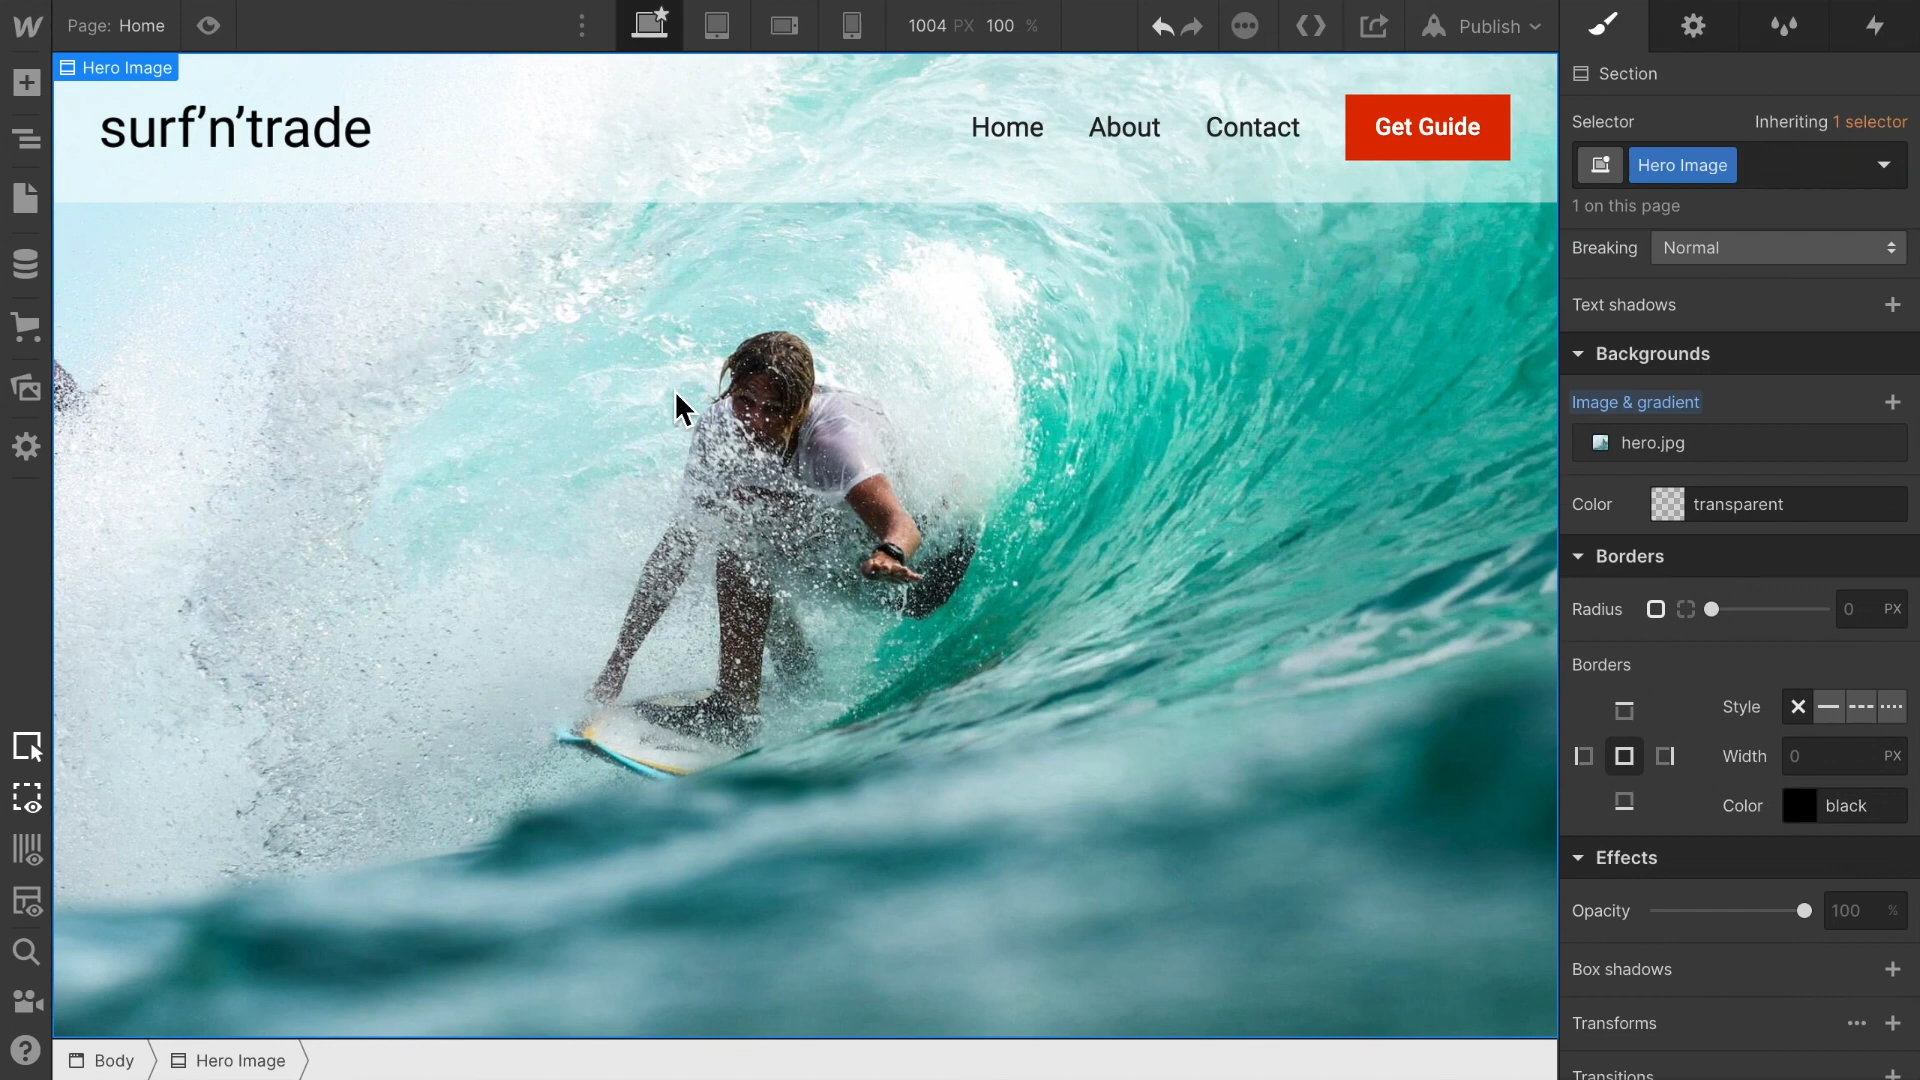 Page: Home
1004 PX 100 %
Publish
Hero Image
surf’n’trade
Home
About
Contact
Get Guide
Section
Selector
Inheriting 1 selector
Hero Image
1 on this page
Breaking
Normal
Text shadows
Backgrounds
Image & gradient
hero.jpg
Color
transparent
Borders
Radius
0 PX
Borders
Style
Width
0 PX
Color
black
Effects
Opacity
100 %
Box shadows
Transforms
Transitions
Body
Hero Image